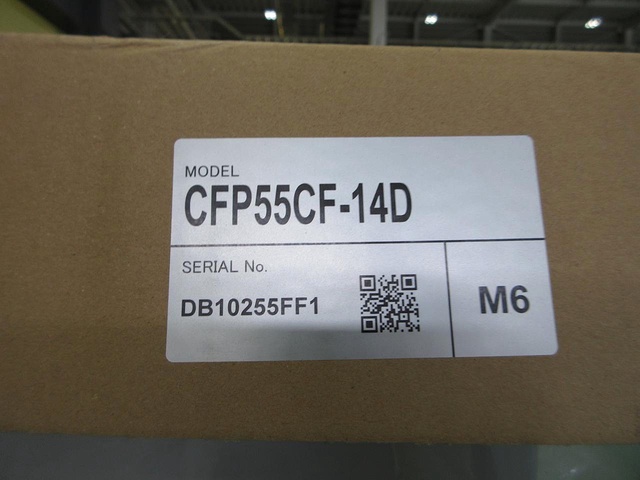 MODEL
CFP55CF-14D
SERIAL No.
DB10255FF1
M6